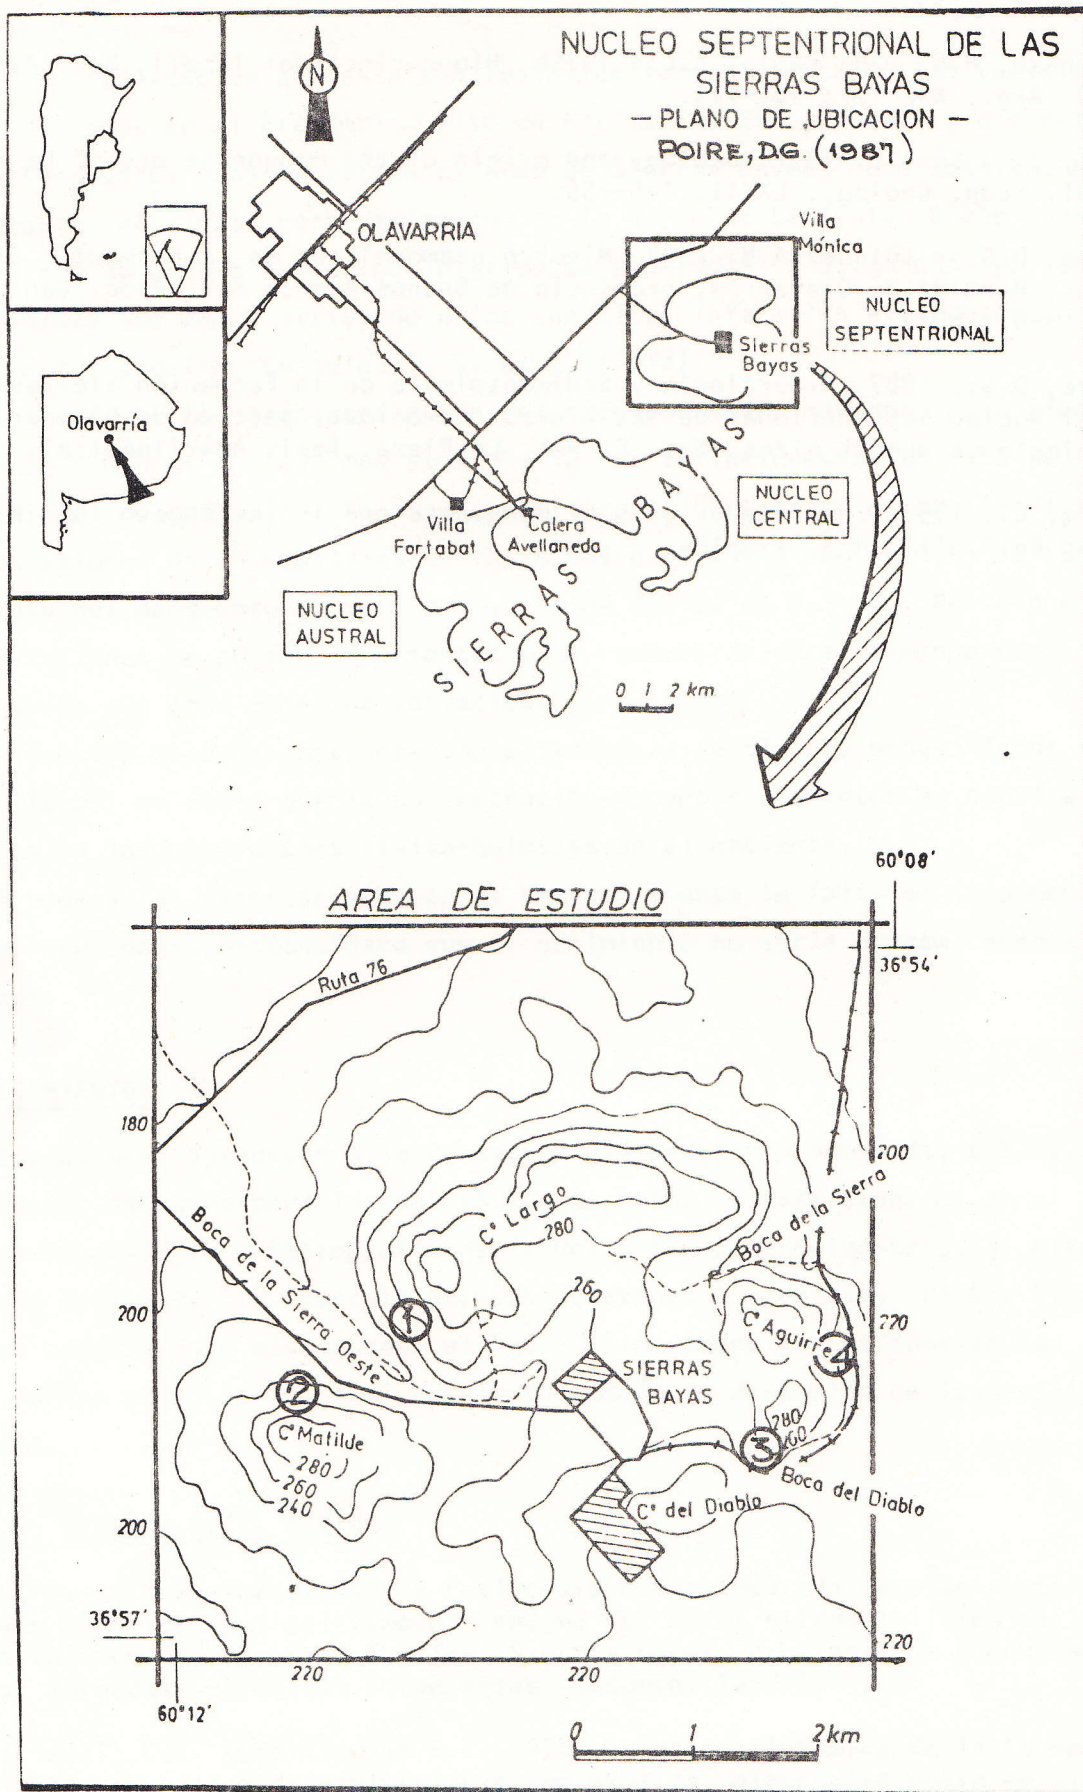 NUCLEO SEPTENTRIONAL DE LAS
SIERRAS BAYAS
— PLANO DE UBICACION —
POIRE, D.G. (1987)
N
OLAVARRIA
Villa
Mónica
NUCLEO
SEPTENTRIONAL
Sierras
Bayas
Olavarría
NUCLEO
CENTRAL
Villa
Fortabat
Calera
Avellaneda
SIERRAS BAYAS
NUCLEO
AUSTRAL
0 1 2 km
60°08'
AREA DE ESTUDIO
36°54'
Ruta 76
180
200
Boca de la Sierra
Cº Largo
280
Boca de la Sierra Oeste
260
200
1
220
Cº Aguirre
4
SIERRAS
BAYAS
2
Cº Matilde
280
260
240
280
260
3
Boca del Diablo
Cº del Diablo
200
36°57'
220
220
220
60°12'
0 1 2km